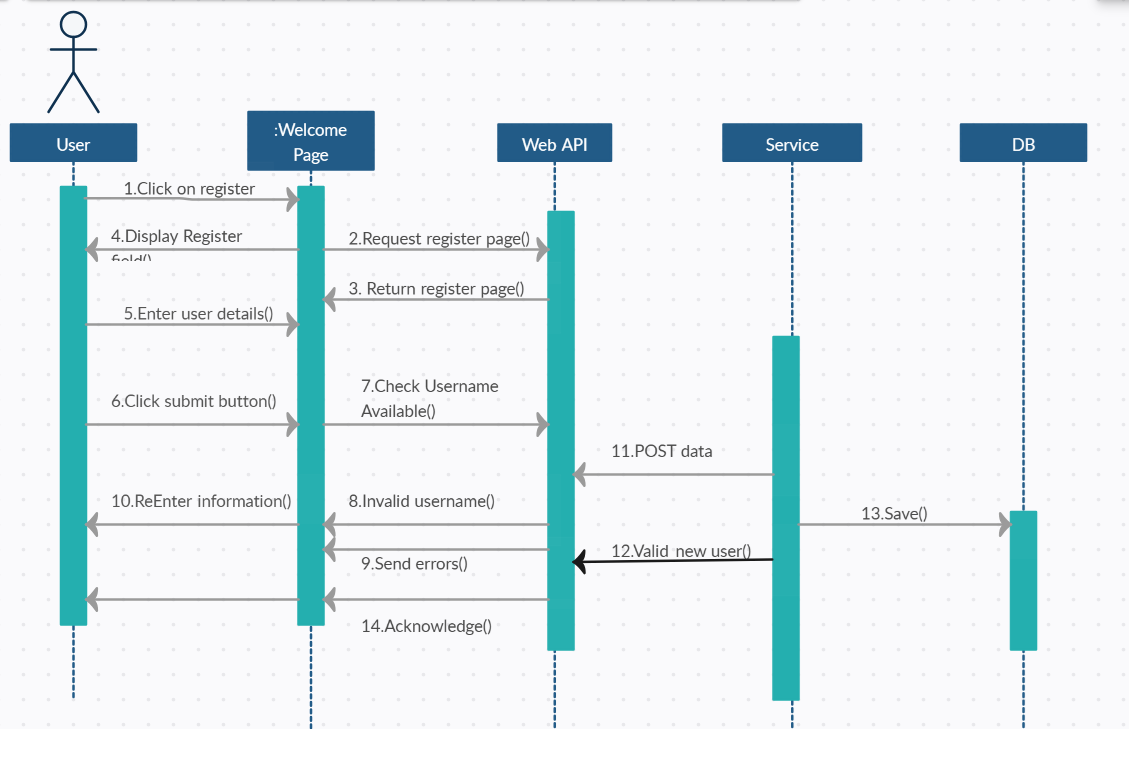 :Welcome
Page
User
Web API
Service
DB
1.Click on register
4.Display Register
field()
2.Request register page()
3. Return register page()
5.Enter user details()
6.Click submit button()
7.Check Username
Available()
11.POST data
10.ReEnter information()
8.Invalid username()
13.Save()
12.Valid new user()
9.Send errors()
14.Acknowledge()